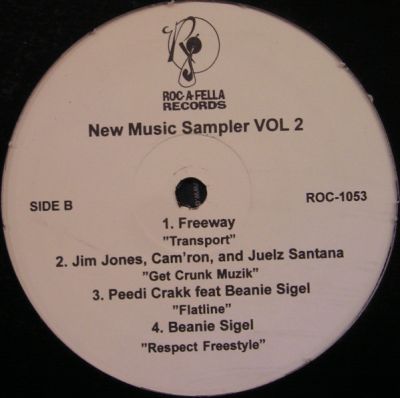 ROC-A-FELLA
RECORDS
New Music Sampler VOL 2
SIDE B
ROC-1053
1. Freeway
"Transport"
2. Jim Jones, Cam'ron, and Juelz Santana
"Get Crunk Muzik"
3. Peedi Crakk feat Beanie Sigel
"Flatline"
4. Beanie Sigel
"Respect Freestyle"